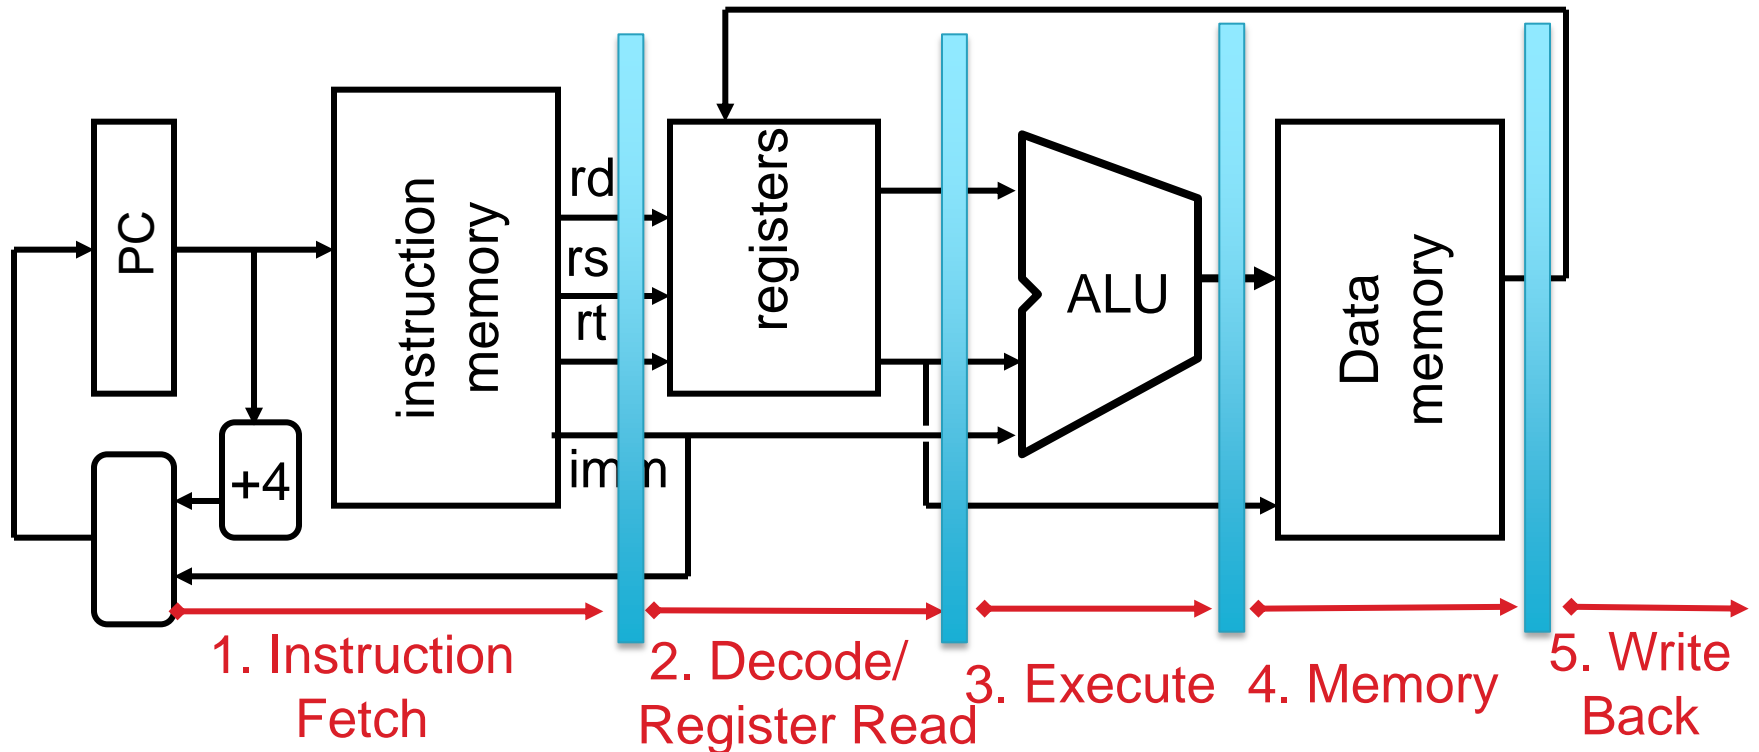 PC
+4
instruction
memory
rd
rs
rt
imm
registers
ALU
Data
memory
1. Instruction
Fetch
2. Decode/
Register Read
3. Execute
4. Memory
5. Write
Back